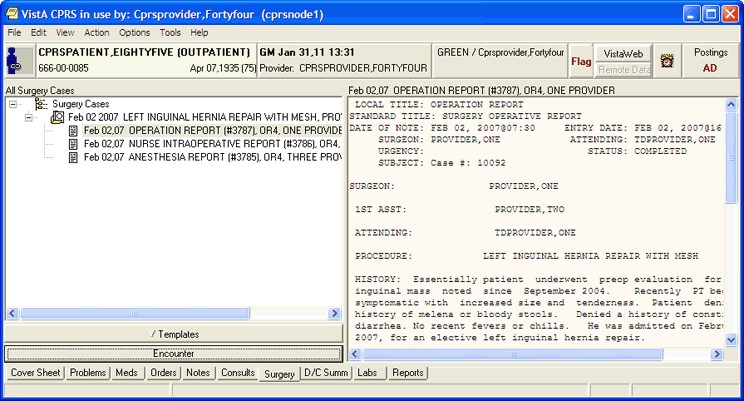 VistA CPRS in use by: Cprsprovider,Fortyfour (cprsnode1)
File Edit View Action Options Tools Help
CPRSPATIENT,EIGHTYFIVE (OUTPATIENT) GM Jan 31,11 13:31 GREEN / Cprsprovider,Fortyfour Flag VistaWeb Postings
666-00-0085 Apr 07,1935 (75) Provider: CPRSPROVIDER,FORTYFOUR Remote Data AD
All Surgery Cases
Surgery Cases
Feb 02 2007 LEFT INGUINAL HERNIA REPAIR WITH MESH, PRO
Feb 02,07 OPERATION REPORT (#3787), OR4, ONE PROVIDE
Feb 02,07 NURSE INTRAOPERATIVE REPORT (#3786), OR4,
Feb 02,07 ANESTHESIA REPORT (#3785), OR4, THREE PROV
/ Templates
Encounter
Feb 02,07 OPERATION REPORT (#3787), OR4, ONE PROVIDER
LOCAL TITLE: OPERATION REPORT
STANDARD TITLE: SURGERY OPERATIVE REPORT
DATE OF NOTE: FEB 02, 2007@07:30 ENTRY DATE: FEB 02, 2007@16
SURGEON: PROVIDER,ONE ATTENDING: TDPROVIDER,ONE
URGENCY: STATUS: COMPLETED
SUBJECT: Case #: 10092
SURGEON: PROVIDER,ONE
1ST ASST: PROVIDER,TWO
ATTENDING: TDPROVIDER,ONE
PROCEDURE: LEFT INGUINAL HERNIA REPAIR WITH MESH
HISTORY: Essentially patient underwent preop evaluation for
inguinal mass noted since September 2004. Recently PT be
symptomatic with increased size and tenderness. Patient den
history of melena or bloody stools. Denied a history of const
diarrhea. No recent fevers or chills. He was admitted on Febr
2007, for an elective left inguinal hernia repair.
Cover Sheet Problems Meds Orders Notes Consults Surgery D/C Summ Labs Reports